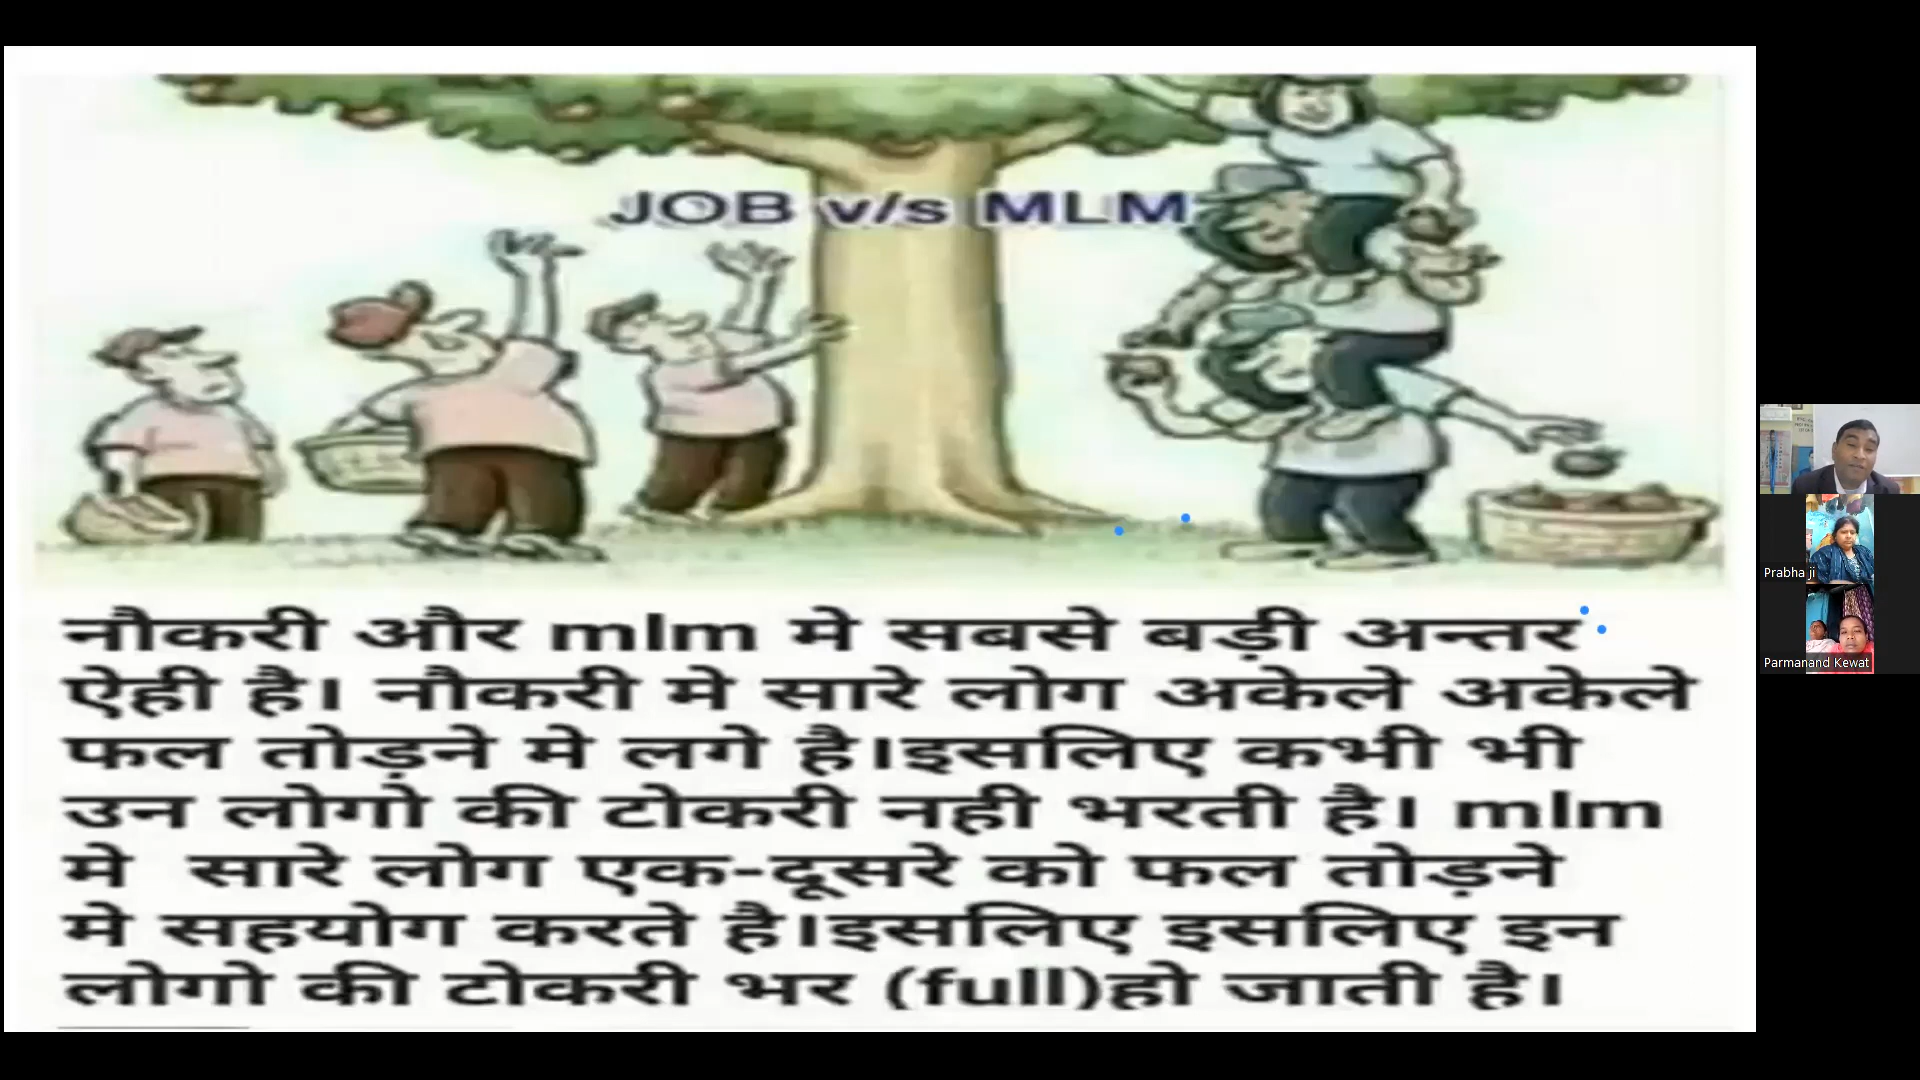 JOB v/s MLM
नौकरी और mlm मे सबसे बड़ी अन्तर
ऐही है। नौकरी मे सारे लोग अकेले अकेले
फल तोड़ने मे लगे है।इसलिए कभी भी
उन लोगो की टोकरी नही भरती है। mlm
मे सारे लोग एक-दूसरे को फल तोड़ने
मे सहयोग करते है।इसलिए इसलिए इन
लोगो की टोकरी भर (full)हो जाती है।
Prabha ji
Parmanand Kewat